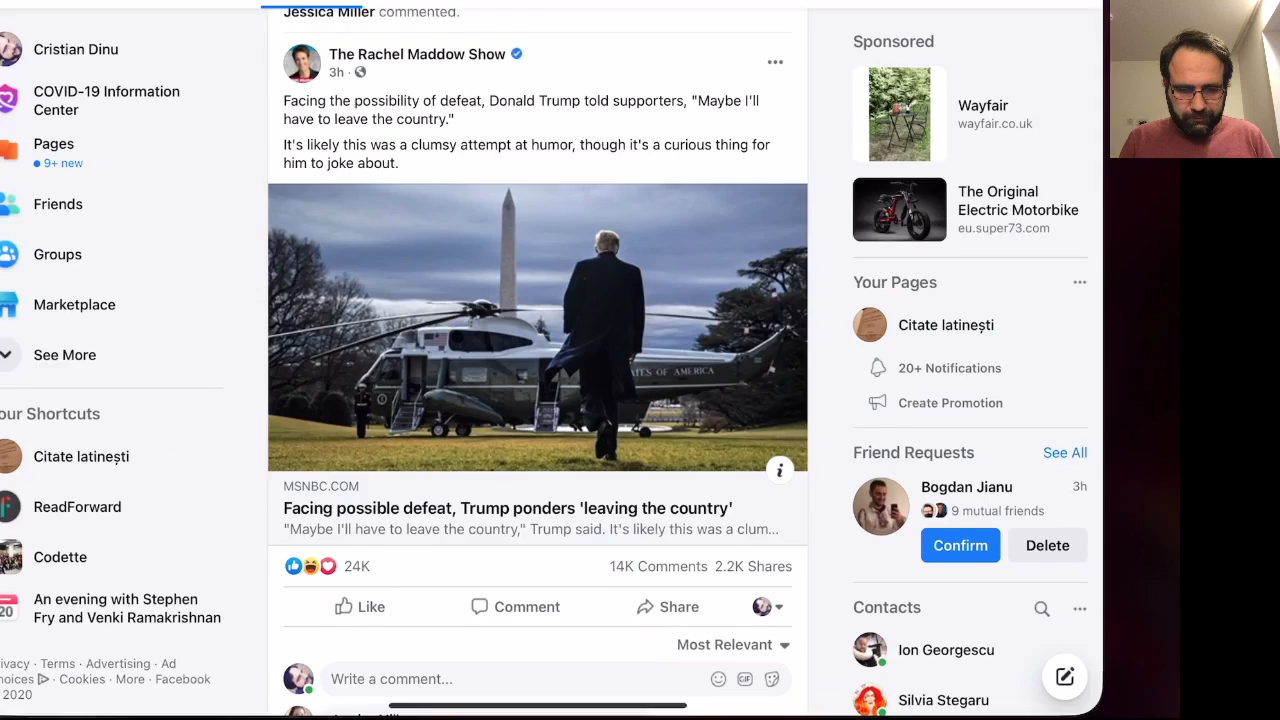 Jessica Miller commented.
Cristian Dinu
COVID-19 Information
Center
Pages
9+ new
Friends
Groups
Marketplace
See More
our Shortcuts
Citate latinești
ReadForward
Codette
20
An evening with Stephen
Fry and Venki Ramakrishnan
ivacy · Terms · Advertising · Ad
hoices · Cookies · More · Facebook
2020
The Rachel Maddow Show
3h ·
Facing the possibility of defeat, Donald Trump told supporters, "Maybe I'll
have to leave the country."
It's likely this was a clumsy attempt at humor, though it's a curious thing for
him to joke about.
TES OF AMERICA
MSNBC.COM
Facing possible defeat, Trump ponders 'leaving the country'
"Maybe I'll have to leave the country," Trump said. It's likely this was a clum...
24K
14K Comments 2.2K Shares
Like
Comment
Share
Most Relevant
Write a comment...
GIF
Sponsored
Wayfair
wayfair.co.uk
The Original
Electric Motorbike
eu.super73.com
Your Pages
Citate latinești
20+ Notifications
Create Promotion
Friend Requests
See All
Bogdan Jianu
3h
9 mutual friends
Confirm
Delete
Contacts
Ion Georgescu
Silvia Stegaru